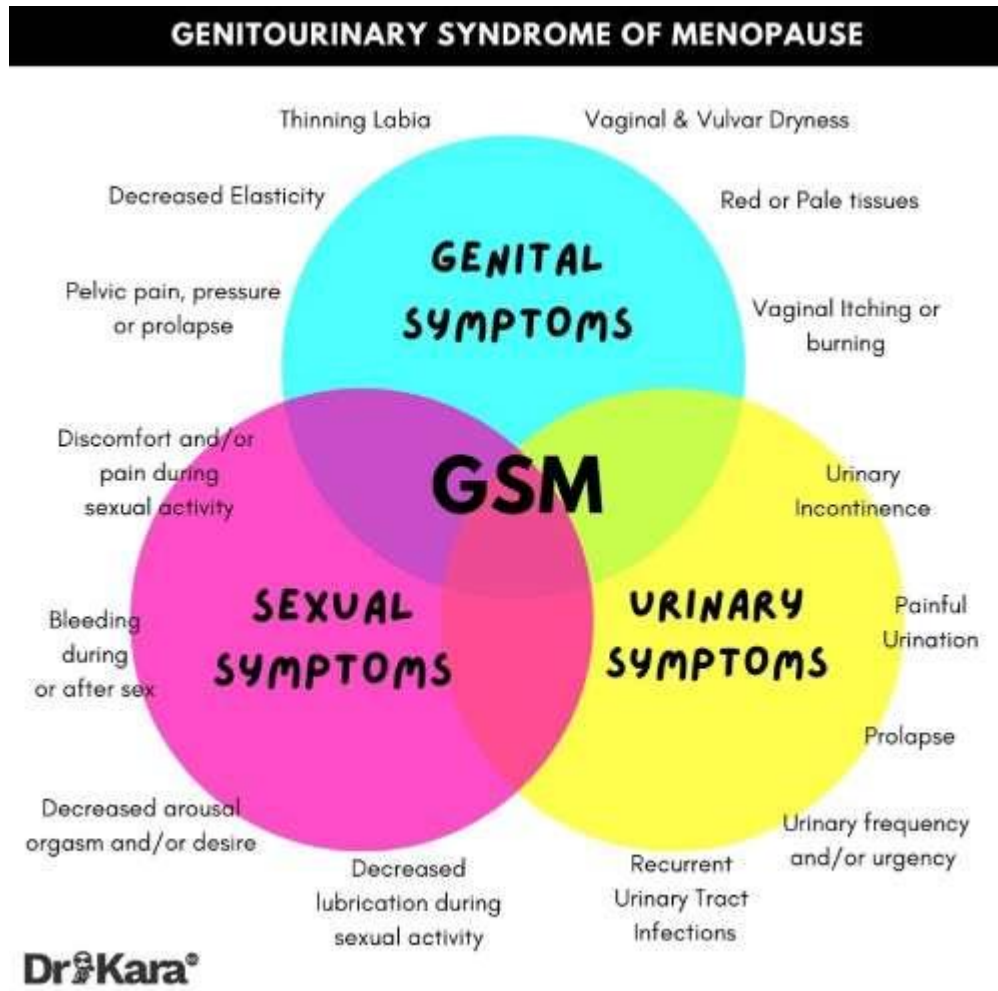 GENITOURINARY SYNDROME OF MENOPAUSE
Thinning Labia
Vaginal & Vulvar Dryness
Decreased Elasticity
Red or Pale tissues
GENITAL
SYMPTOMS
Pelvic pain, pressure
or prolapse
Vaginal Itching or
burning
Discomfort and/or
pain during
sexual activity
GSM
Urinary
Incontinence
SEXUAL
SYMPTOMS
URINARY
SYMPTOMS
Bleeding
during
or after sex
Painful
Urination
Prolapse
Decreased arousal
orgasm and/or desire
Urinary frequency
and/or urgency
Decreased
lubrication during
sexual activity
Recurrent
Urinary Tract
Infections
Dr Kara®